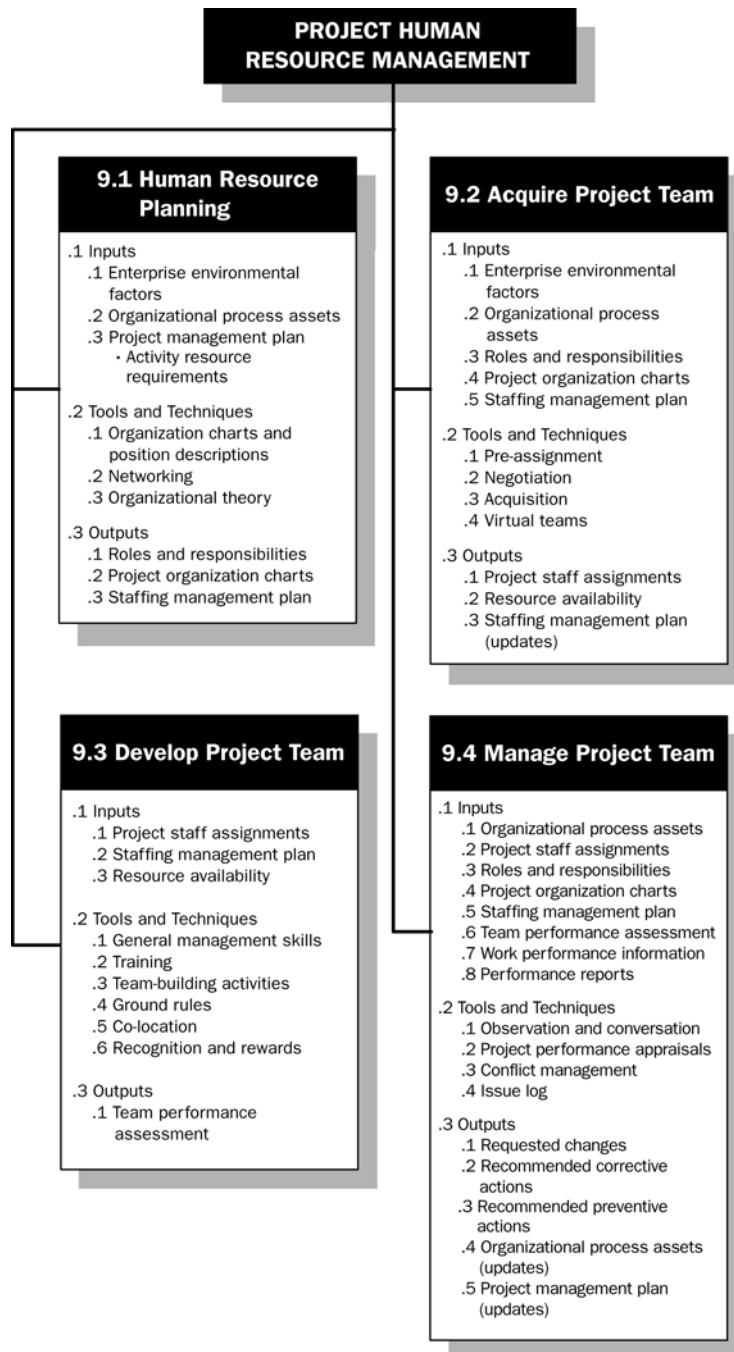 PROJECT HUMAN
RESOURCE MANAGEMENT
9.1 Human Resource
Planning
.1 Inputs
.1 Enterprise environmental
factors
.2 Organizational process assets
.3 Project management plan
· Activity resource
requirements
.2 Tools and Techniques
.1 Organization charts and
position descriptions
.2 Networking
.3 Organizational theory
.3 Outputs
.1 Roles and responsibilities
.2 Project organization charts
.3 Staffing management plan
9.2 Acquire Project Team
.1 Inputs
.1 Enterprise environmental
factors
.2 Organizational process
assets
.3 Roles and responsibilities
.4 Project organization charts
.5 Staffing management plan
.2 Tools and Techniques
.1 Pre-assignment
.2 Negotiation
.3 Acquisition
.4 Virtual teams
.3 Outputs
.1 Project staff assignments
.2 Resource availability
.3 Staffing management plan
(updates)
9.3 Develop Project Team
.1 Inputs
.1 Project staff assignments
.2 Staffing management plan
.3 Resource availability
.2 Tools and Techniques
.1 General management skills
.2 Training
.3 Team-building activities
.4 Ground rules
.5 Co-location
.6 Recognition and rewards
.3 Outputs
.1 Team performance
assessment
9.4 Manage Project Team
.1 Inputs
.1 Organizational process assets
.2 Project staff assignments
.3 Roles and responsibilities
.4 Project organization charts
.5 Staffing management plan
.6 Team performance assessment
.7 Work performance information
.8 Performance reports
.2 Tools and Techniques
.1 Observation and conversation
.2 Project performance appraisals
.3 Conflict management
.4 Issue log
.3 Outputs
.1 Requested changes
.2 Recommended corrective
actions
.3 Recommended preventive
actions
.4 Organizational process assets
(updates)
.5 Project management plan
(updates)